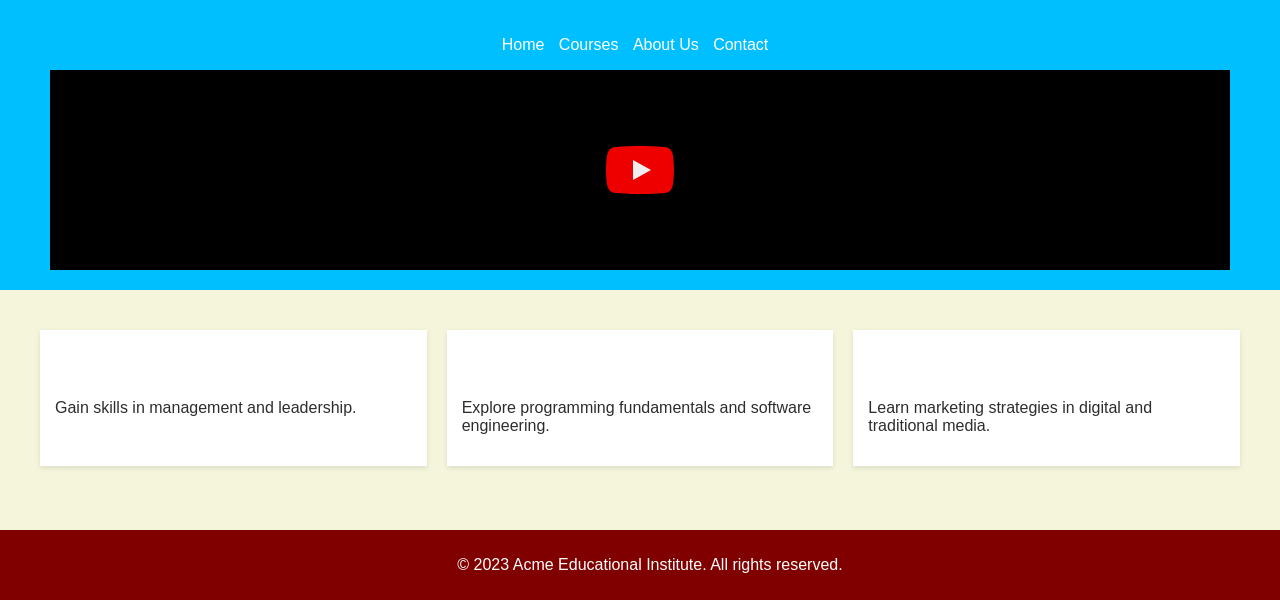 Home Courses About Us Contact
Gain skills in management and leadership.
Explore programming fundamentals and software
engineering.
Learn marketing strategies in digital and
traditional media.
© 2023 Acme Educational Institute. All rights reserved.